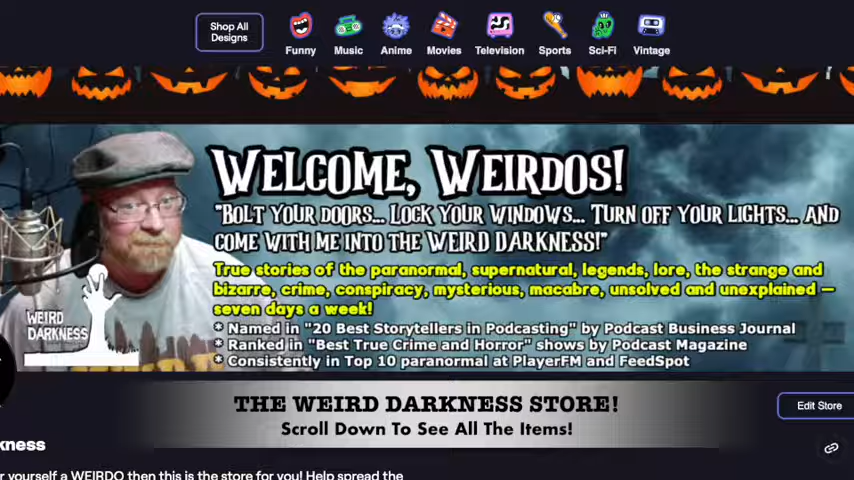 Shop All
Designs
Funny
Music
Anime
Movies
Television
Sports
Sci-Fi
Vintage
WELCOME, WEIRDOS!
"BOLT YOUR DOORS... LOCK YOUR WINDOWS... TURN OFF YOUR LIGHTS... AND
COME WITH ME INTO THE WEIRD DARKNESS!"
True stories of the paranormal, supernatural, legends, lore, the strange and
bizarre, crime, conspiracy, mysterious, macabre, unsolved and unexplained —
seven days a week!
* Named in "20 Best Storytellers in Podcasting" by Podcast Business Journal
* Ranked in "Best True Crime and Horror" shows by Podcast Magazine
* Consistently in Top 10 paranormal at PlayerFM and FeedSpot
WEIRD
DARKNESS
THE WEIRD DARKNESS STORE!
Scroll Down To See All The Items!
Edit Store
kness
r yourself a WEIRDO then this is the store for you! Help spread the